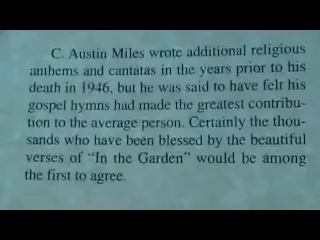 C. Austin Miles wrote additional religious
anthems and cantatas in the years prior to his
death in 1946, but he was said to have felt his
gospel hymns had made the greatest contribu-
tion to the average person. Certainly the thou-
sands who have been blessed by the beautiful
verses of “In the Garden” would be among
the first to agree.